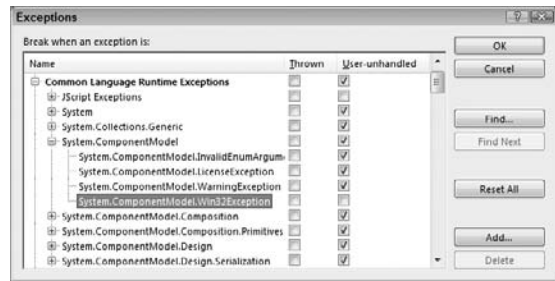 Exceptions
Break when an exception is:
Name Thrown User-unhandled
Common Language Runtime Exceptions
JScript Exceptions
System
System.Collections.Generic
System.ComponentModel
System.ComponentModel.InvalidEnumArgum
System.ComponentModel.LicenseException
System.ComponentModel.WarningException
System.ComponentModel.Win32Exception
System.ComponentModel.Composition
System.ComponentModel.Composition.Primitives
System.ComponentModel.Design
System.ComponentModel.Design.Serialization
OK
Cancel
Find...
Find Next
Reset All
Add...
Delete